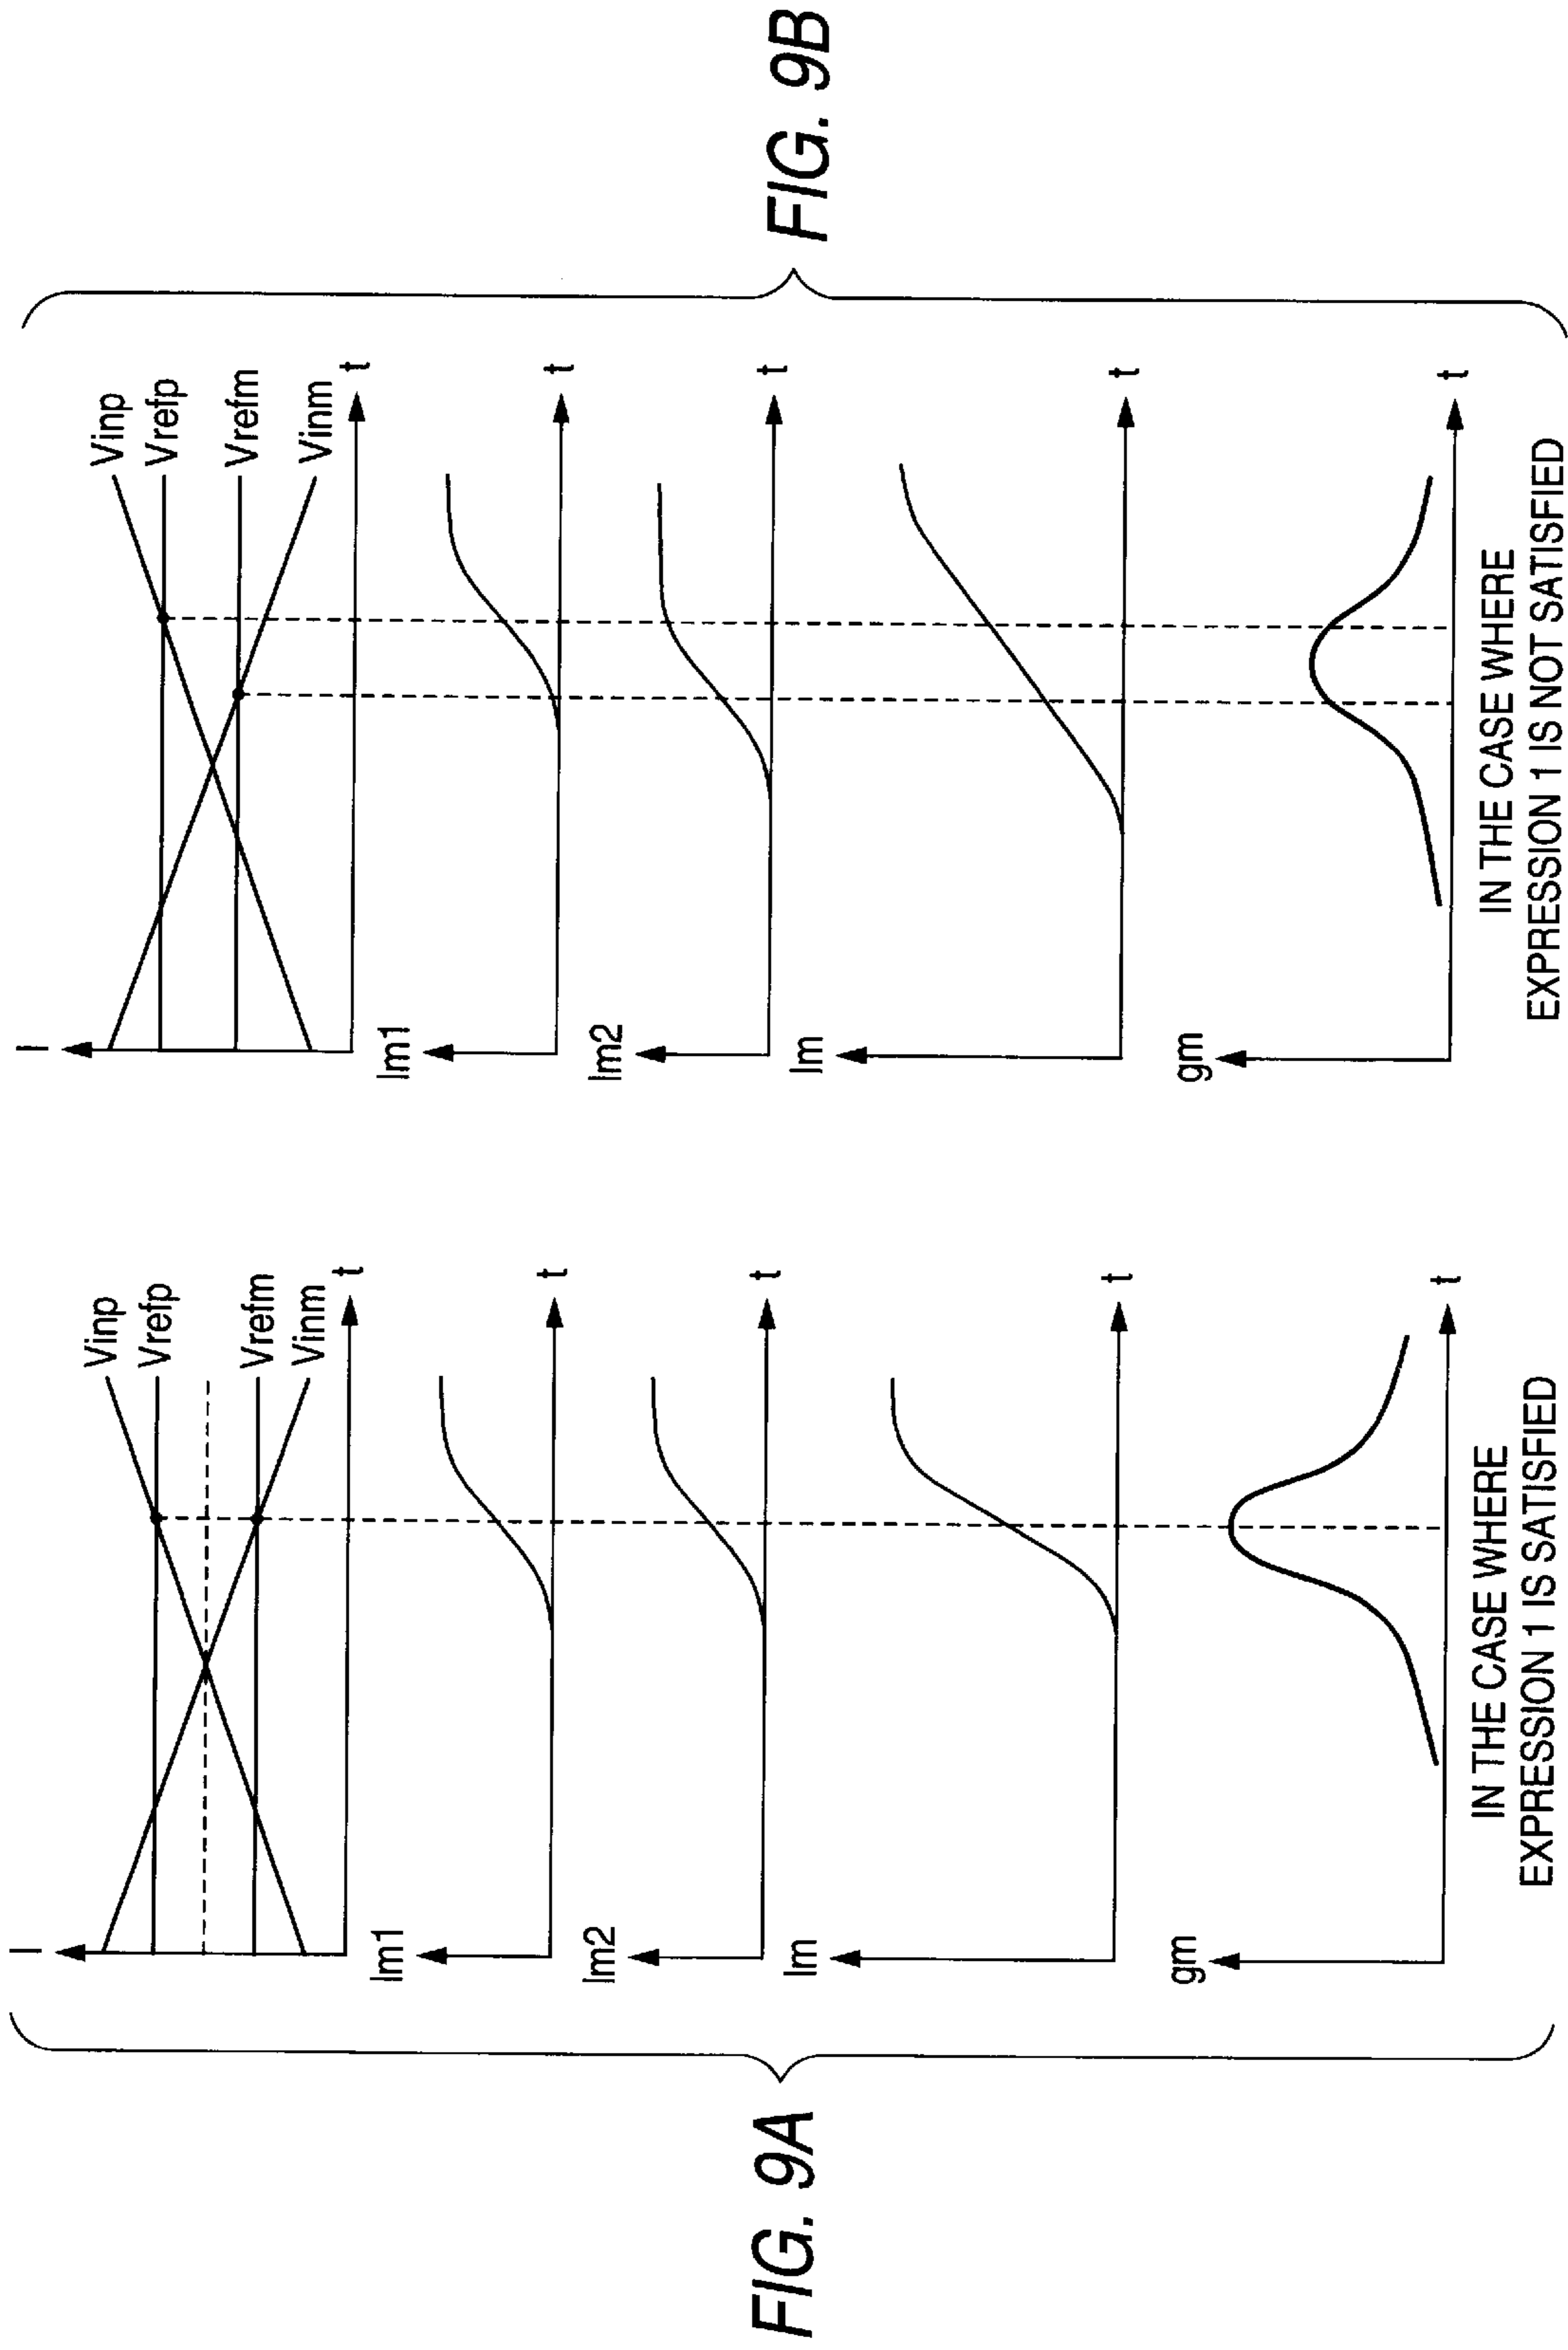 FIG. 9A
I
Vinp
Vrefp
Vrefm
Vinm
t
Im1
t
Im2
t
Im
t
gm
t
IN THE CASE WHERE
EXPRESSION 1 IS SATISFIED
FIG. 9B
I
Vinp
Vrefp
Vrefm
Vinm
t
Im1
t
Im2
t
Im
t
gm
t
IN THE CASE WHERE
EXPRESSION 1 IS NOT SATISFIED